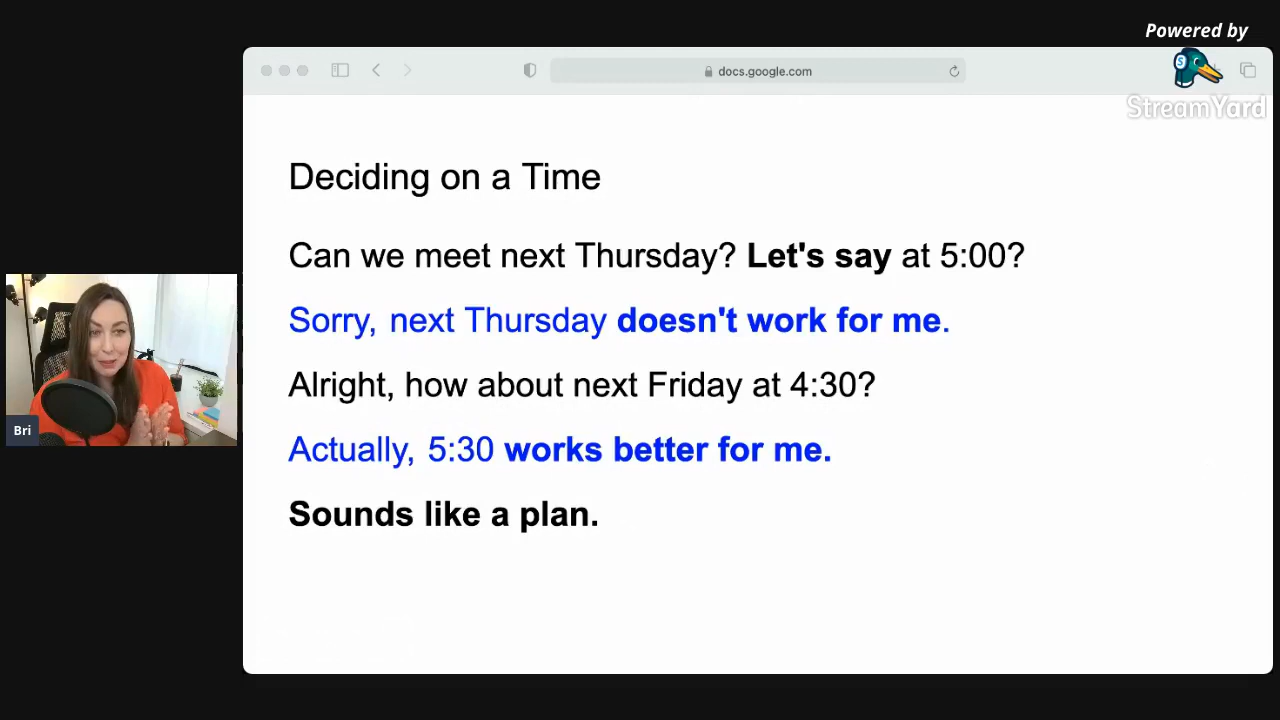 Powered by
docs.google.com
StreamYard
Deciding on a Time
Can we meet next Thursday? Let's say at 5:00?
Sorry, next Thursday doesn't work for me.
Alright, how about next Friday at 4:30?
Actually, 5:30 works better for me.
Sounds like a plan.
Bri